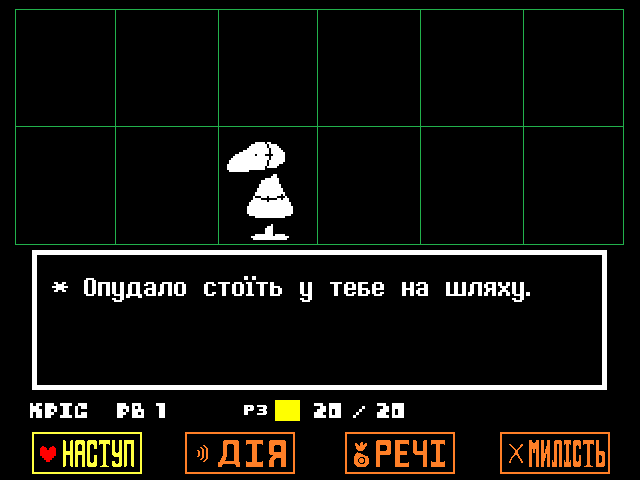 * Опудало стоїть у тебе на шляху.
КРІС РВ 1 РЗ 20 / 20
НАСТУП ДІЯ РЕЧІ МИЛІСТЬ